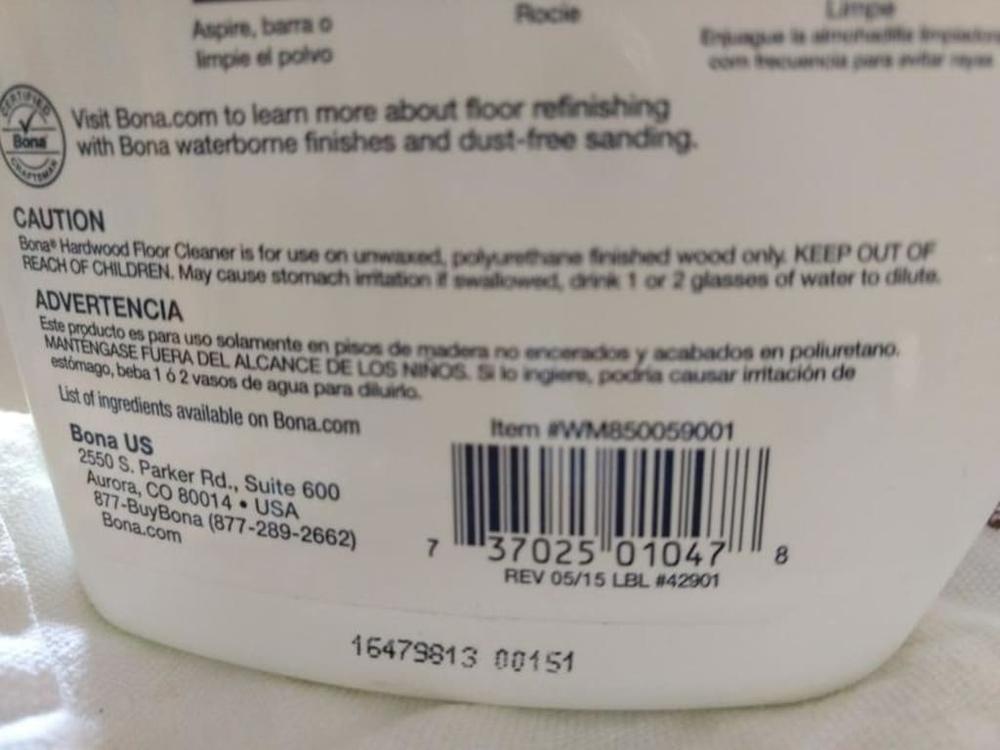 Aspire, barra o
limpie el polvo
Rocie
Limpe
Enjuague la almohadilla limpiadora
com frecuencia para evitar rayas
CERTIFIED
Bona
CRAFTSMAN
Visit Bona.com to learn more about floor refinishing
with Bona waterborne finishes and dust-free sanding.
CAUTION
Bona® Hardwood Floor Cleaner is for use on unwaxed, polyurethane finished wood only. KEEP OUT OF
REACH OF CHILDREN. May cause stomach irritation if swallowed, drink 1 or 2 glasses of water to dilute.
ADVERTENCIA
Este producto es para uso solamente en pisos de madera no encerados y acabados en poliuretano.
MANTENGASE FUERA DEL ALCANCE DE LOS NIÑOS. Si lo ingiere, podría causar irritación de
estómago, beba 1 ó 2 vasos de agua para diluirlo.
List of ingredients available on Bona.com
Bona US
2550 S. Parker Rd., Suite 600
Aurora, CO 80014 • USA
877-BuyBona (877-289-2662)
Bona.com
Item #WM850059001
7 37025 01047 8
REV 05/15 LBL #42901
16479813 00151